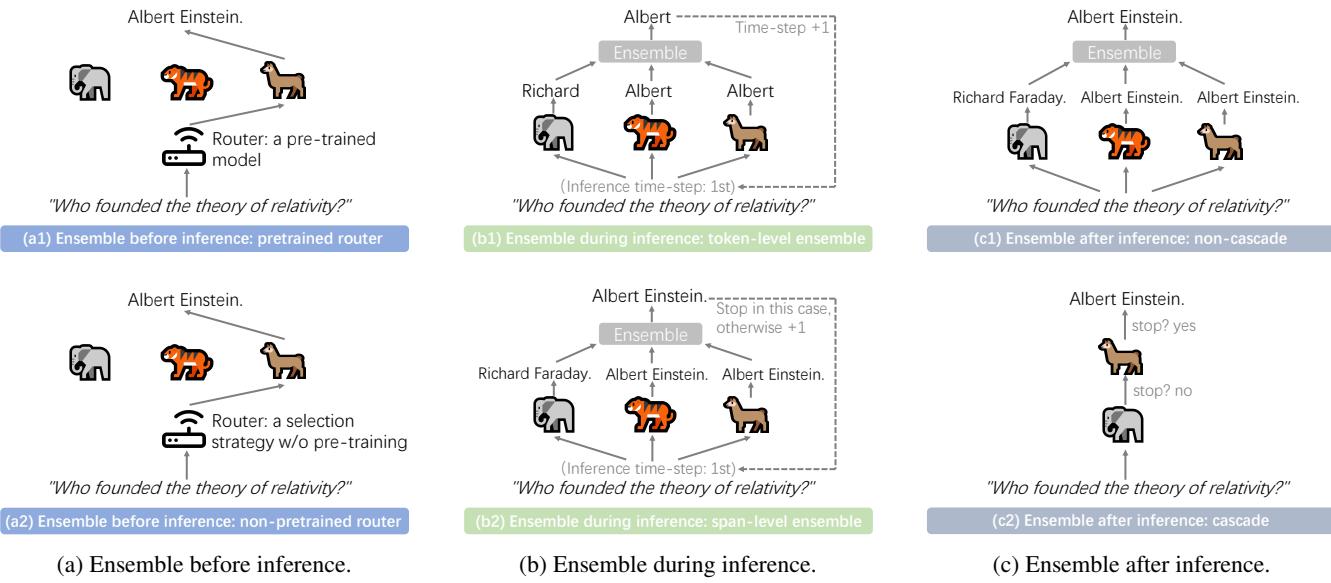 Albert Einstein.
Router: a pre-trained
model
"Who founded the theory of relativity?"
(a1) Ensemble before inference: pretrained router
Albert
Time-step +1
Ensemble
Richard
Albert
Albert
(Inference time-step: 1st)
"Who founded the theory of relativity?"
(b1) Ensemble during inference: token-level ensemble
Albert Einstein.
Ensemble
Richard Faraday.
Albert Einstein.
Albert Einstein.
"Who founded the theory of relativity?"
(c1) Ensemble after inference: non-cascade
Albert Einstein.
Router: a selection
strategy w/o pre-training
"Who founded the theory of relativity?"
(a2) Ensemble before inference: non-pretrained router
Albert Einstein.
Stop in this case,
otherwise +1
Ensemble
Richard Faraday.
Albert Einstein.
Albert Einstein.
(Inference time-step: 1st)
"Who founded the theory of relativity?"
(b2) Ensemble during inference: span-level ensemble
Albert Einstein.
stop? yes
stop? no
"Who founded the theory of relativity?"
(c2) Ensemble after inference: cascade
(a) Ensemble before inference.
(b) Ensemble during inference.
(c) Ensemble after inference.